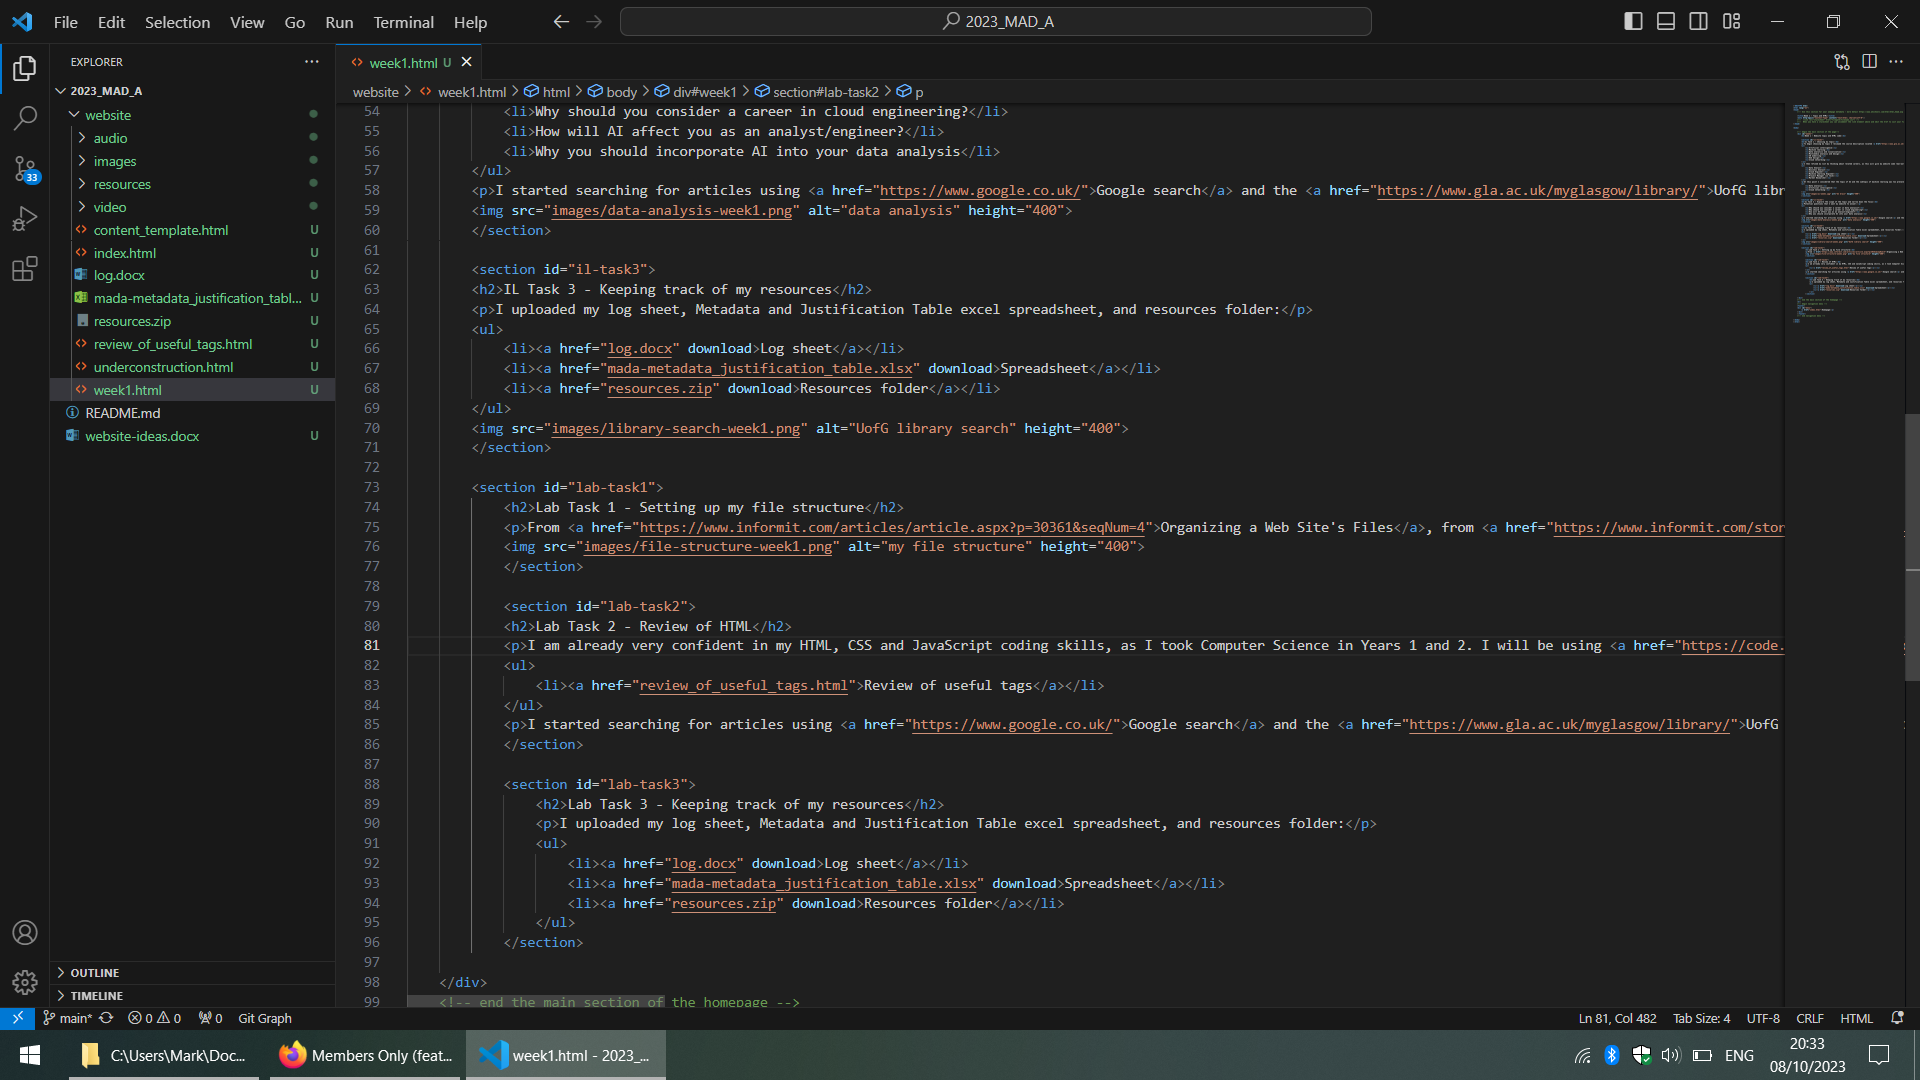 File Edit Selection View Go Run Terminal Help
2023_MAD_A
EXPLORER
2023_MAD_A
website
audio
images
resources
video
content_template.html U
index.html U
log.docx U
mada-metadata_justification_tabl... U
resources.zip U
review_of_useful_tags.html U
underconstruction.html U
week1.html U
README.md
website-ideas.docx U
OUTLINE
TIMELINE
33
week1.html U
website > week1.html > html > body > div#week1 > section#lab-task2 > p
54 <li>Why should you consider a career in cloud engineering?</li>
55 <li>How will AI affect you as an analyst/engineer?</li>
56 <li>Why you should incorporate AI into your data analysis</li>
57 </ul>
58 <p>I started searching for articles using <a href="https://www.google.co.uk/">Google search</a> and the <a href="https://www.gla.ac.uk/myglasgow/library/">UofG libr
59 <img src="images/data-analysis-week1.png" alt="data analysis" height="400">
60 </section>
61
62 <section id="il-task3">
63 <h2>IL Task 3 - Keeping track of my resources</h2>
64 <p>I uploaded my log sheet, Metadata and Justification Table excel spreadsheet, and resources folder:</p>
65 <ul>
66 <li><a href="log.docx" download>Log sheet</a></li>
67 <li><a href="mada-metadata_justification_table.xlsx" download>Spreadsheet</a></li>
68 <li><a href="resources.zip" download>Resources folder</a></li>
69 </ul>
70 <img src="images/library-search-week1.png" alt="UofG library search" height="400">
71 </section>
72
73 <section id="lab-task1">
74 <h2>Lab Task 1 - Setting up my file structure</h2>
75 <p>From <a href="https://www.informit.com/articles/article.aspx?p=30361&seqNum=4">Organizing a Web Site's Files</a>, from <a href="https://www.informit.com/stor
76 <img src="images/file-structure-week1.png" alt="my file structure" height="400">
77 </section>
78
79 <section id="lab-task2">
80 <h2>Lab Task 2 - Review of HTML</h2>
81 <p>I am already very confident in my HTML, CSS and JavaScript coding skills, as I took Computer Science in Years 1 and 2. I will be using <a href="https://code.
82 <ul>
83 <li><a href="review_of_useful_tags.html">Review of useful tags</a></li>
84 </ul>
85 <p>I started searching for articles using <a href="https://www.google.co.uk/">Google search</a> and the <a href="https://www.gla.ac.uk/myglasgow/library/">UofG
86 </section>
87
88 <section id="lab-task3">
89 <h2>Lab Task 3 - Keeping track of my resources</h2>
90 <p>I uploaded my log sheet, Metadata and Justification Table excel spreadsheet, and resources folder:</p>
91 <ul>
92 <li><a href="log.docx" download>Log sheet</a></li>
93 <li><a href="mada-metadata_justification_table.xlsx" download>Spreadsheet</a></li>
94 <li><a href="resources.zip" download>Resources folder</a></li>
95 </ul>
96 </section>
97
98 </div>
99 <!-- end the main section of the homepage -->
main* 0 0 0 Git Graph
Ln 81, Col 482 Tab Size: 4 UTF-8 CRLF HTML
C:\Users\Mark\Doc... Members Only (feat... week1.html - 2023_...
ENG
20:33
08/10/2023